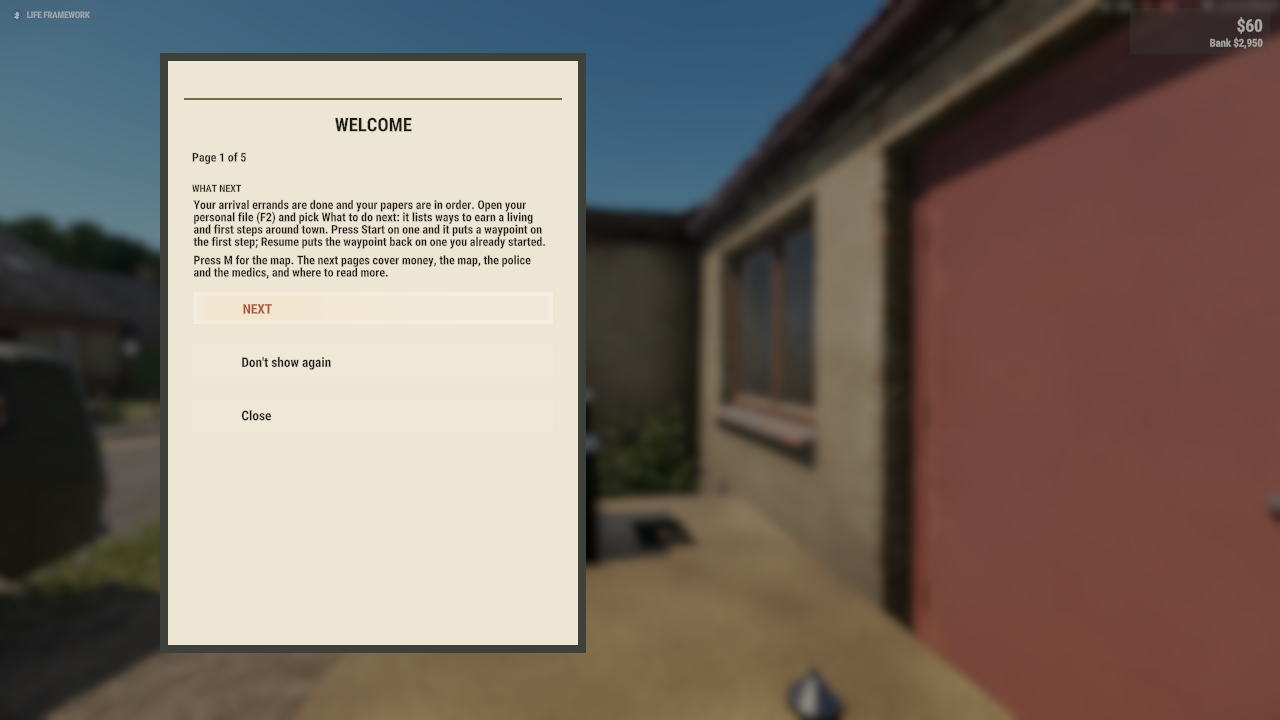 LIFE FRAMEWORK
$60
Bank $2,950
WELCOME
Page 1 of 5
WHAT NEXT
Your arrival errands are done and your papers are in order. Open your
personal file (F2) and pick What to do next: it lists ways to earn a living
and first steps around town. Press Start on one and it puts a waypoint on
the first step; Resume puts the waypoint back on one you already started.
Press M for the map. The next pages cover money, the map, the police
and the medics, and where to read more.
NEXT
Don't show again
Close